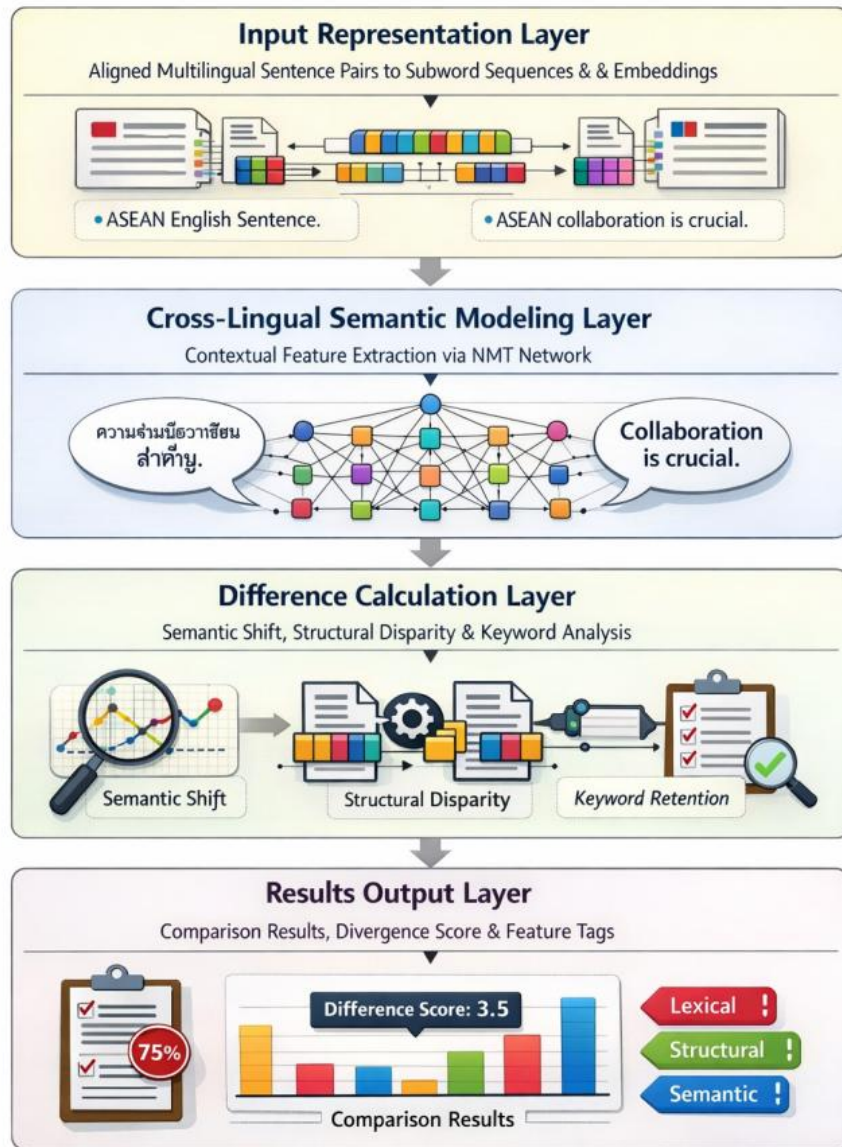 Input Representation Layer
Aligned Multilingual Sentence Pairs to Subword Sequences & & Embeddings
• ASEAN English Sentence.
• ASEAN collaboration is crucial.
Cross-Lingual Semantic Modeling Layer
Contextual Feature Extraction via NMT Network
Collaboration
is crucial.
Difference Calculation Layer
Semantic Shift, Structural Disparity & Keyword Analysis
Semantic Shift
Structural Disparity
Keyword Retention
Results Output Layer
Comparison Results, Divergence Score & Feature Tags
75%
Difference Score: 3.5
Comparison Results
Lexical !
Structural !
Semantic !